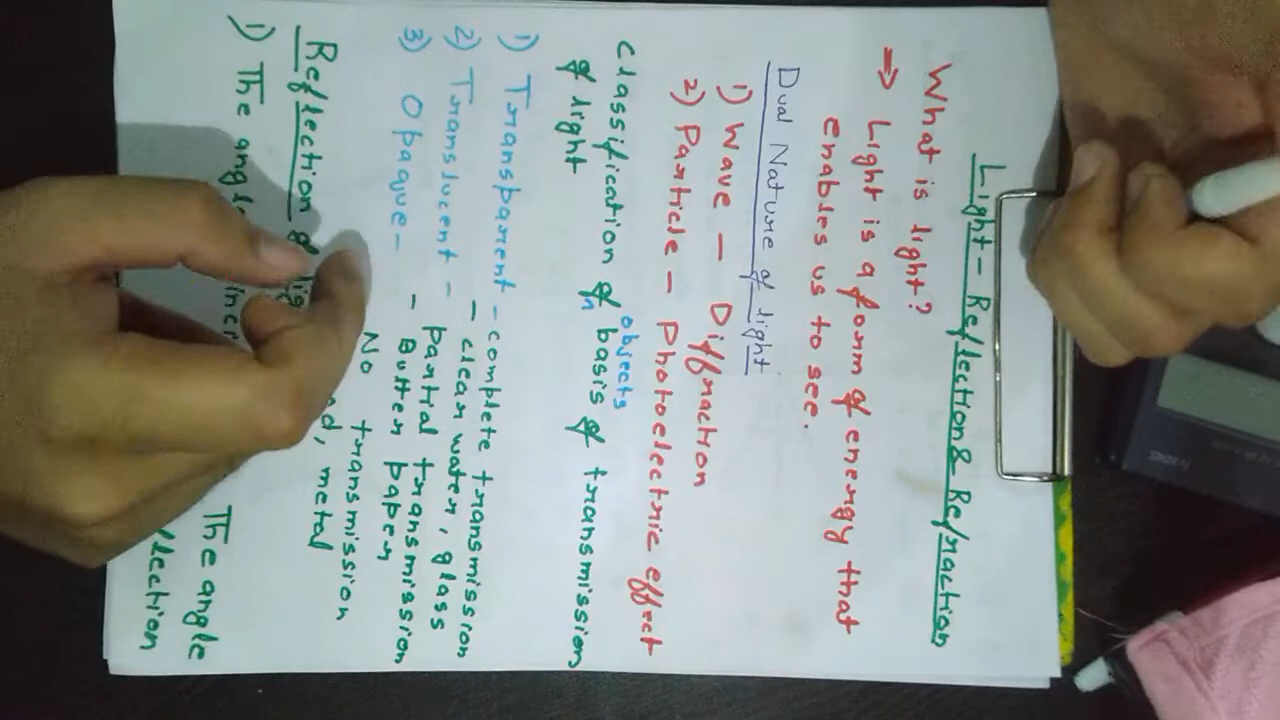 Light - Reflection & Refraction
What is light?
⇒ Light is a form of energy that
enables us to see.
Dual Nature of light
1) Wave - Diffraction
2) Particle - Photoelectric effect
objects
Classification of n basis of transmission
of light
1) Transparent - complete transmission
- clear water, glass
2) Translucent - partial transmission
- Butter paper
3) Opaque - No transmission
metal
Reflection of
1) The angle The angle